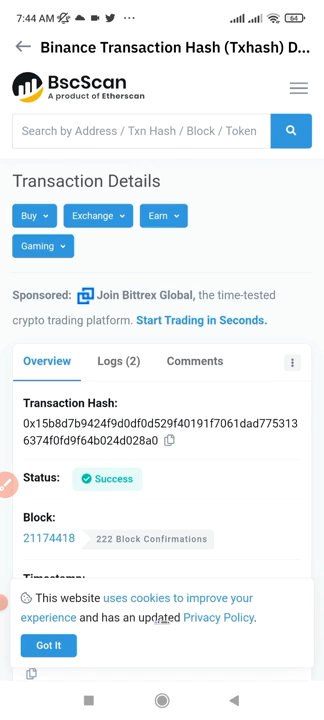 7:44 AM
64
Binance Transaction Hash (Txhash) D...
BscScan
A product of Etherscan
Search by Address / Txn Hash / Block / Token
Transaction Details
Buy
Exchange
Earn
Gaming
Sponsored: Join Bittrex Global, the time-tested
crypto trading platform. Start Trading in Seconds.
Overview
Logs (2)
Comments
Transaction Hash:
0x15b8d7b9424f9d0df0d529f40191f7061dad775313
6374f0fd9f64b024d028a0
Status:
Success
Block:
21174418
222 Block Confirmations
Timestamp:
This website uses cookies to improve your
experience and has an updated Privacy Policy.
Got It